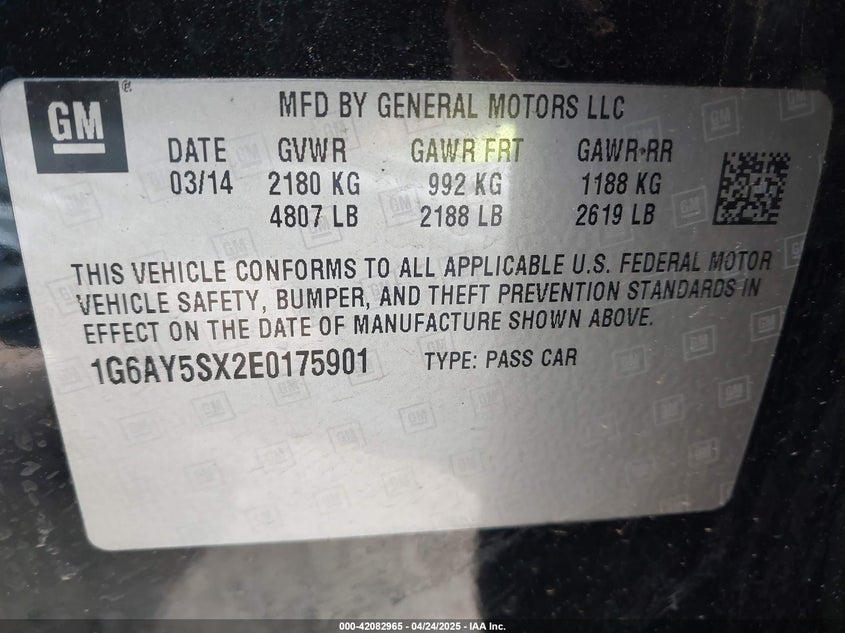 GM®
MFD BY GENERAL MOTORS LLC
DATE GVWR GAWR FRT GAWR RR
03/14 2180 KG 992 KG 1188 KG
4807 LB 2188 LB 2619 LB
THIS VEHICLE CONFORMS TO ALL APPLICABLE U.S. FEDERAL MOTOR
VEHICLE SAFETY, BUMPER, AND THEFT PREVENTION STANDARDS IN
EFFECT ON THE DATE OF MANUFACTURE SHOWN ABOVE.
1G6AY5SX2E0175901 TYPE: PASS CAR
000-42082965 - 04/24/2025 - IAA Inc.